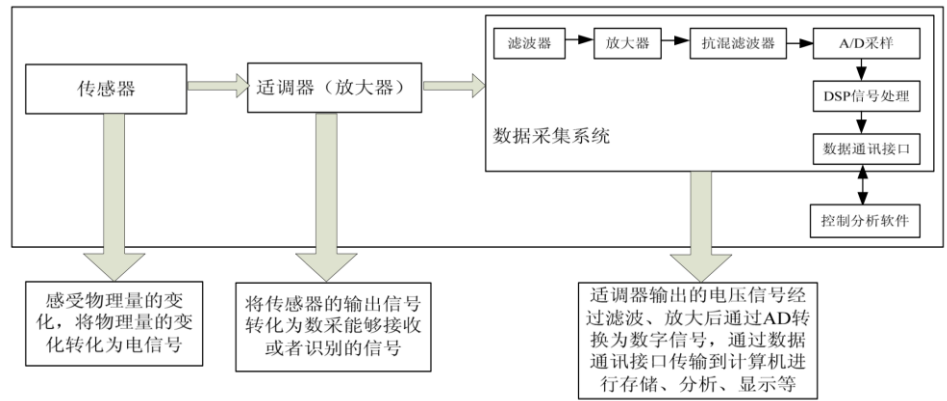 传感器
适调器（放大器）
滤波器
放大器
抗混滤波器
A/D采样
DSP信号处理
数据通讯接口
数据采集系统
控制分析软件
感受物理量的变
化，将物理量的变
化转化为电信号
将传感器的输出信号
转化为数采能够接收
或者识别的信号
适调器输出的电压信号经
过滤波、放大后通过AD转
换为数字信号，通过数据
通讯接口传输到计算机进
行存储、分析、显示等